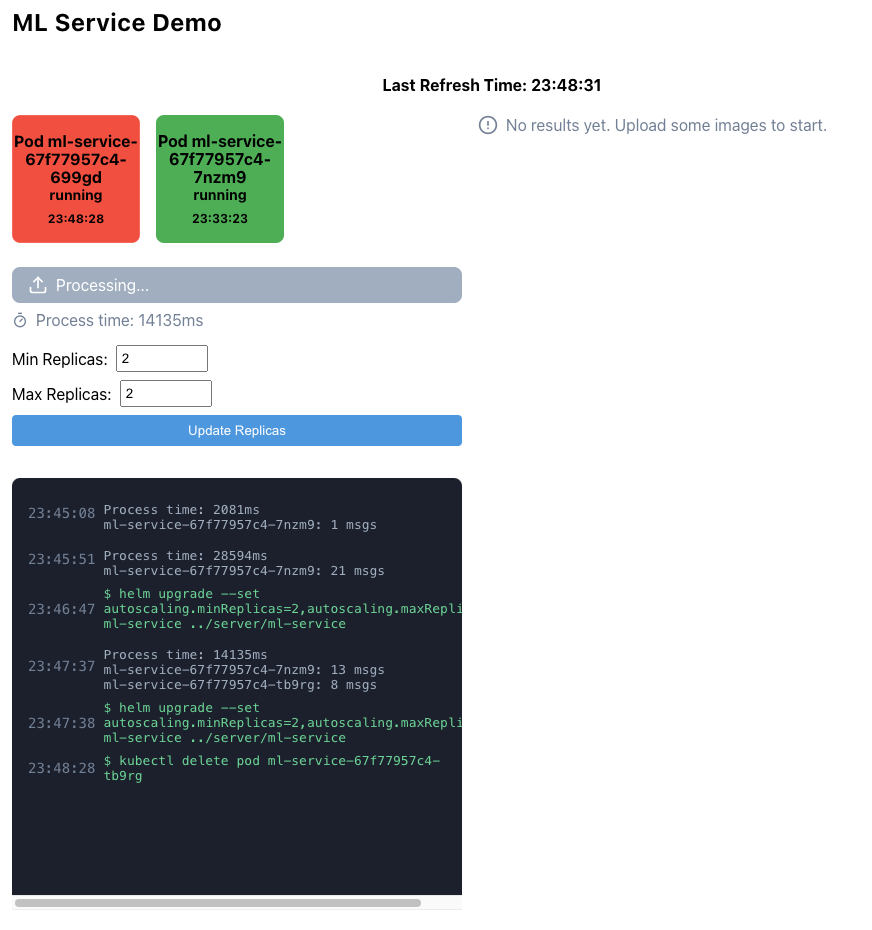 ML Service Demo
Last Refresh Time: 23:48:31
Pod ml-service-
67f77957c4-
699gd
running
23:48:28
Pod ml-service-
67f77957c4-
7nzm9
running
23:33:23
No results yet. Upload some images to start.
Processing...
Process time: 14135ms
Min Replicas: 2
Max Replicas: 2
Update Replicas
23:45:08 Process time: 2081ms
ml-service-67f77957c4-7nzm9: 1 msgs
23:45:51 Process time: 28594ms
ml-service-67f77957c4-7nzm9: 21 msgs
$ helm upgrade --set
23:46:47 autoscaling.minReplicas=2,autoscaling.maxRepli
ml-service ../server/ml-service
Process time: 14135ms
23:47:37 ml-service-67f77957c4-7nzm9: 13 msgs
ml-service-67f77957c4-tb9rg: 8 msgs
$ helm upgrade --set
23:47:38 autoscaling.minReplicas=2,autoscaling.maxRepli
ml-service ../server/ml-service
23:48:28 $ kubectl delete pod ml-service-67f77957c4-
tb9rg